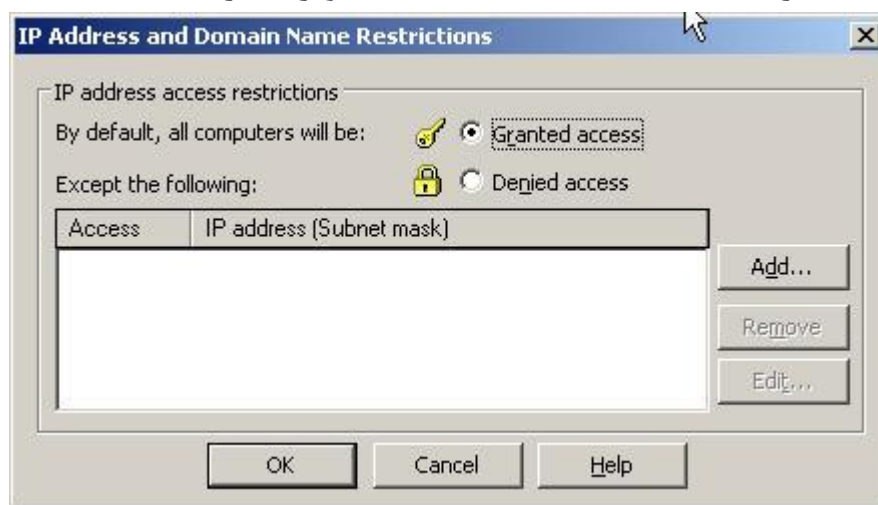 IP Address and Domain Name Restrictions
IP address access restrictions
By default, all computers will be:
Granted access
Except the following:
Denied access
Access IP address (Subnet mask)
Add...
Remove
Edit...
OK Cancel Help